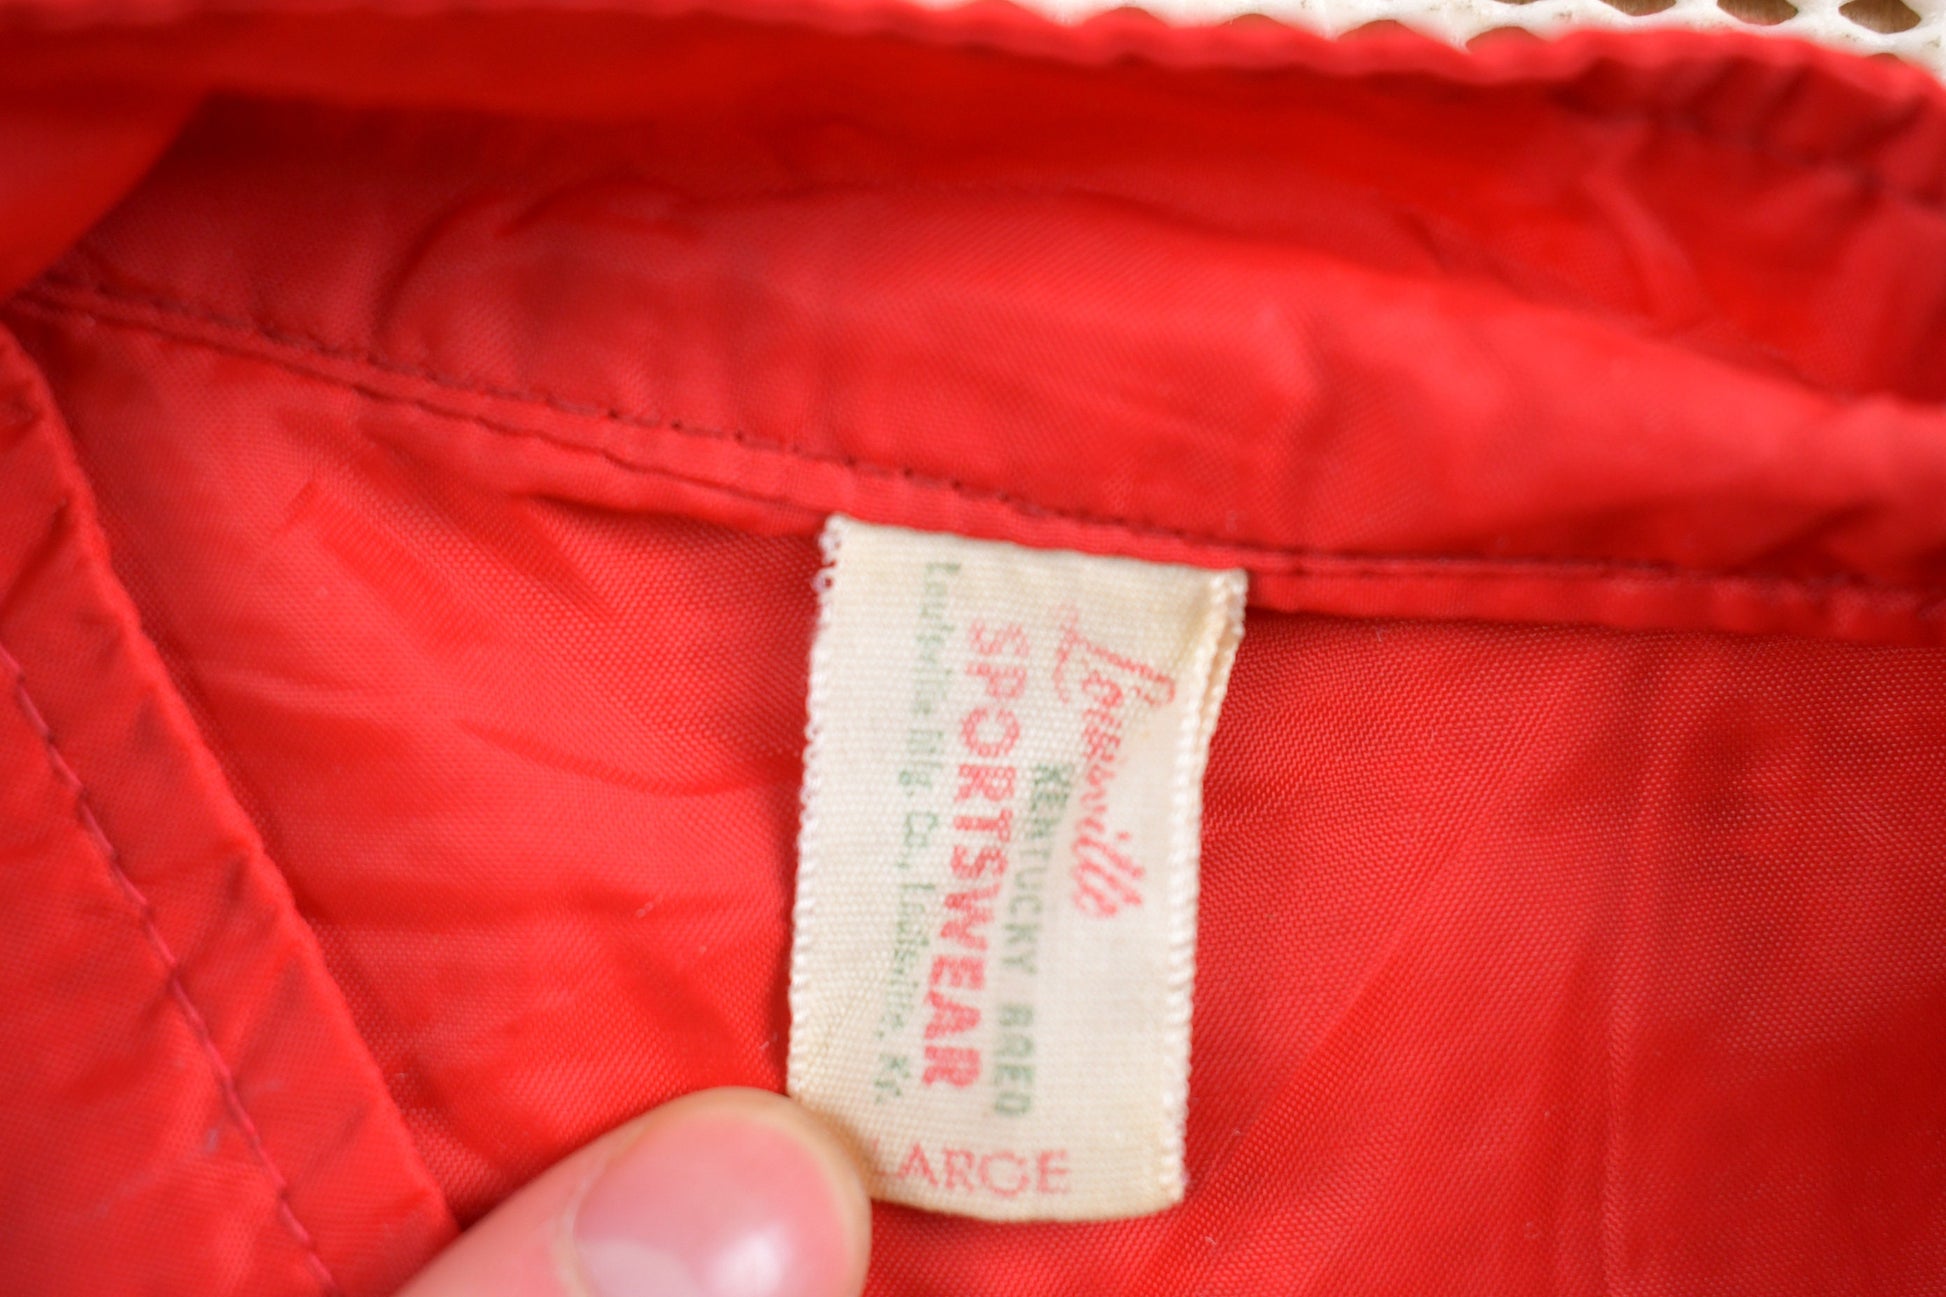 Louisville
KENTUCKY BRED
SPORTSWEAR
Louisville Mfg. Co., Louisville, Ky.
LARGE